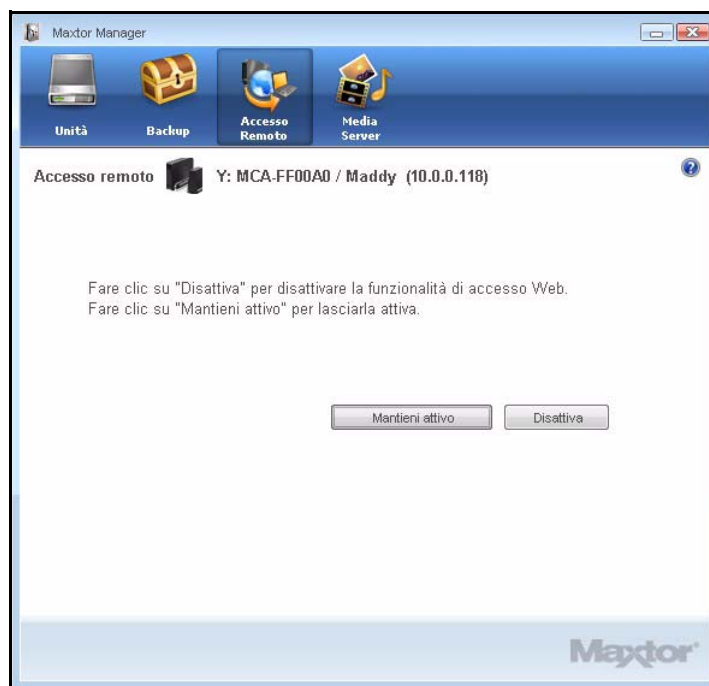 Maxtor Manager
Unità
Backup
Accesso Remoto
Media Server
Accesso remoto Y: MCA-FF00A0 / Maddy (10.0.0.118)
?
Fare clic su "Disattiva" per disattivare la funzionalità di accesso Web.
Fare clic su "Mantieni attivo" per lasciarla attiva.
Mantieni attivo
Disattiva
Maxtor